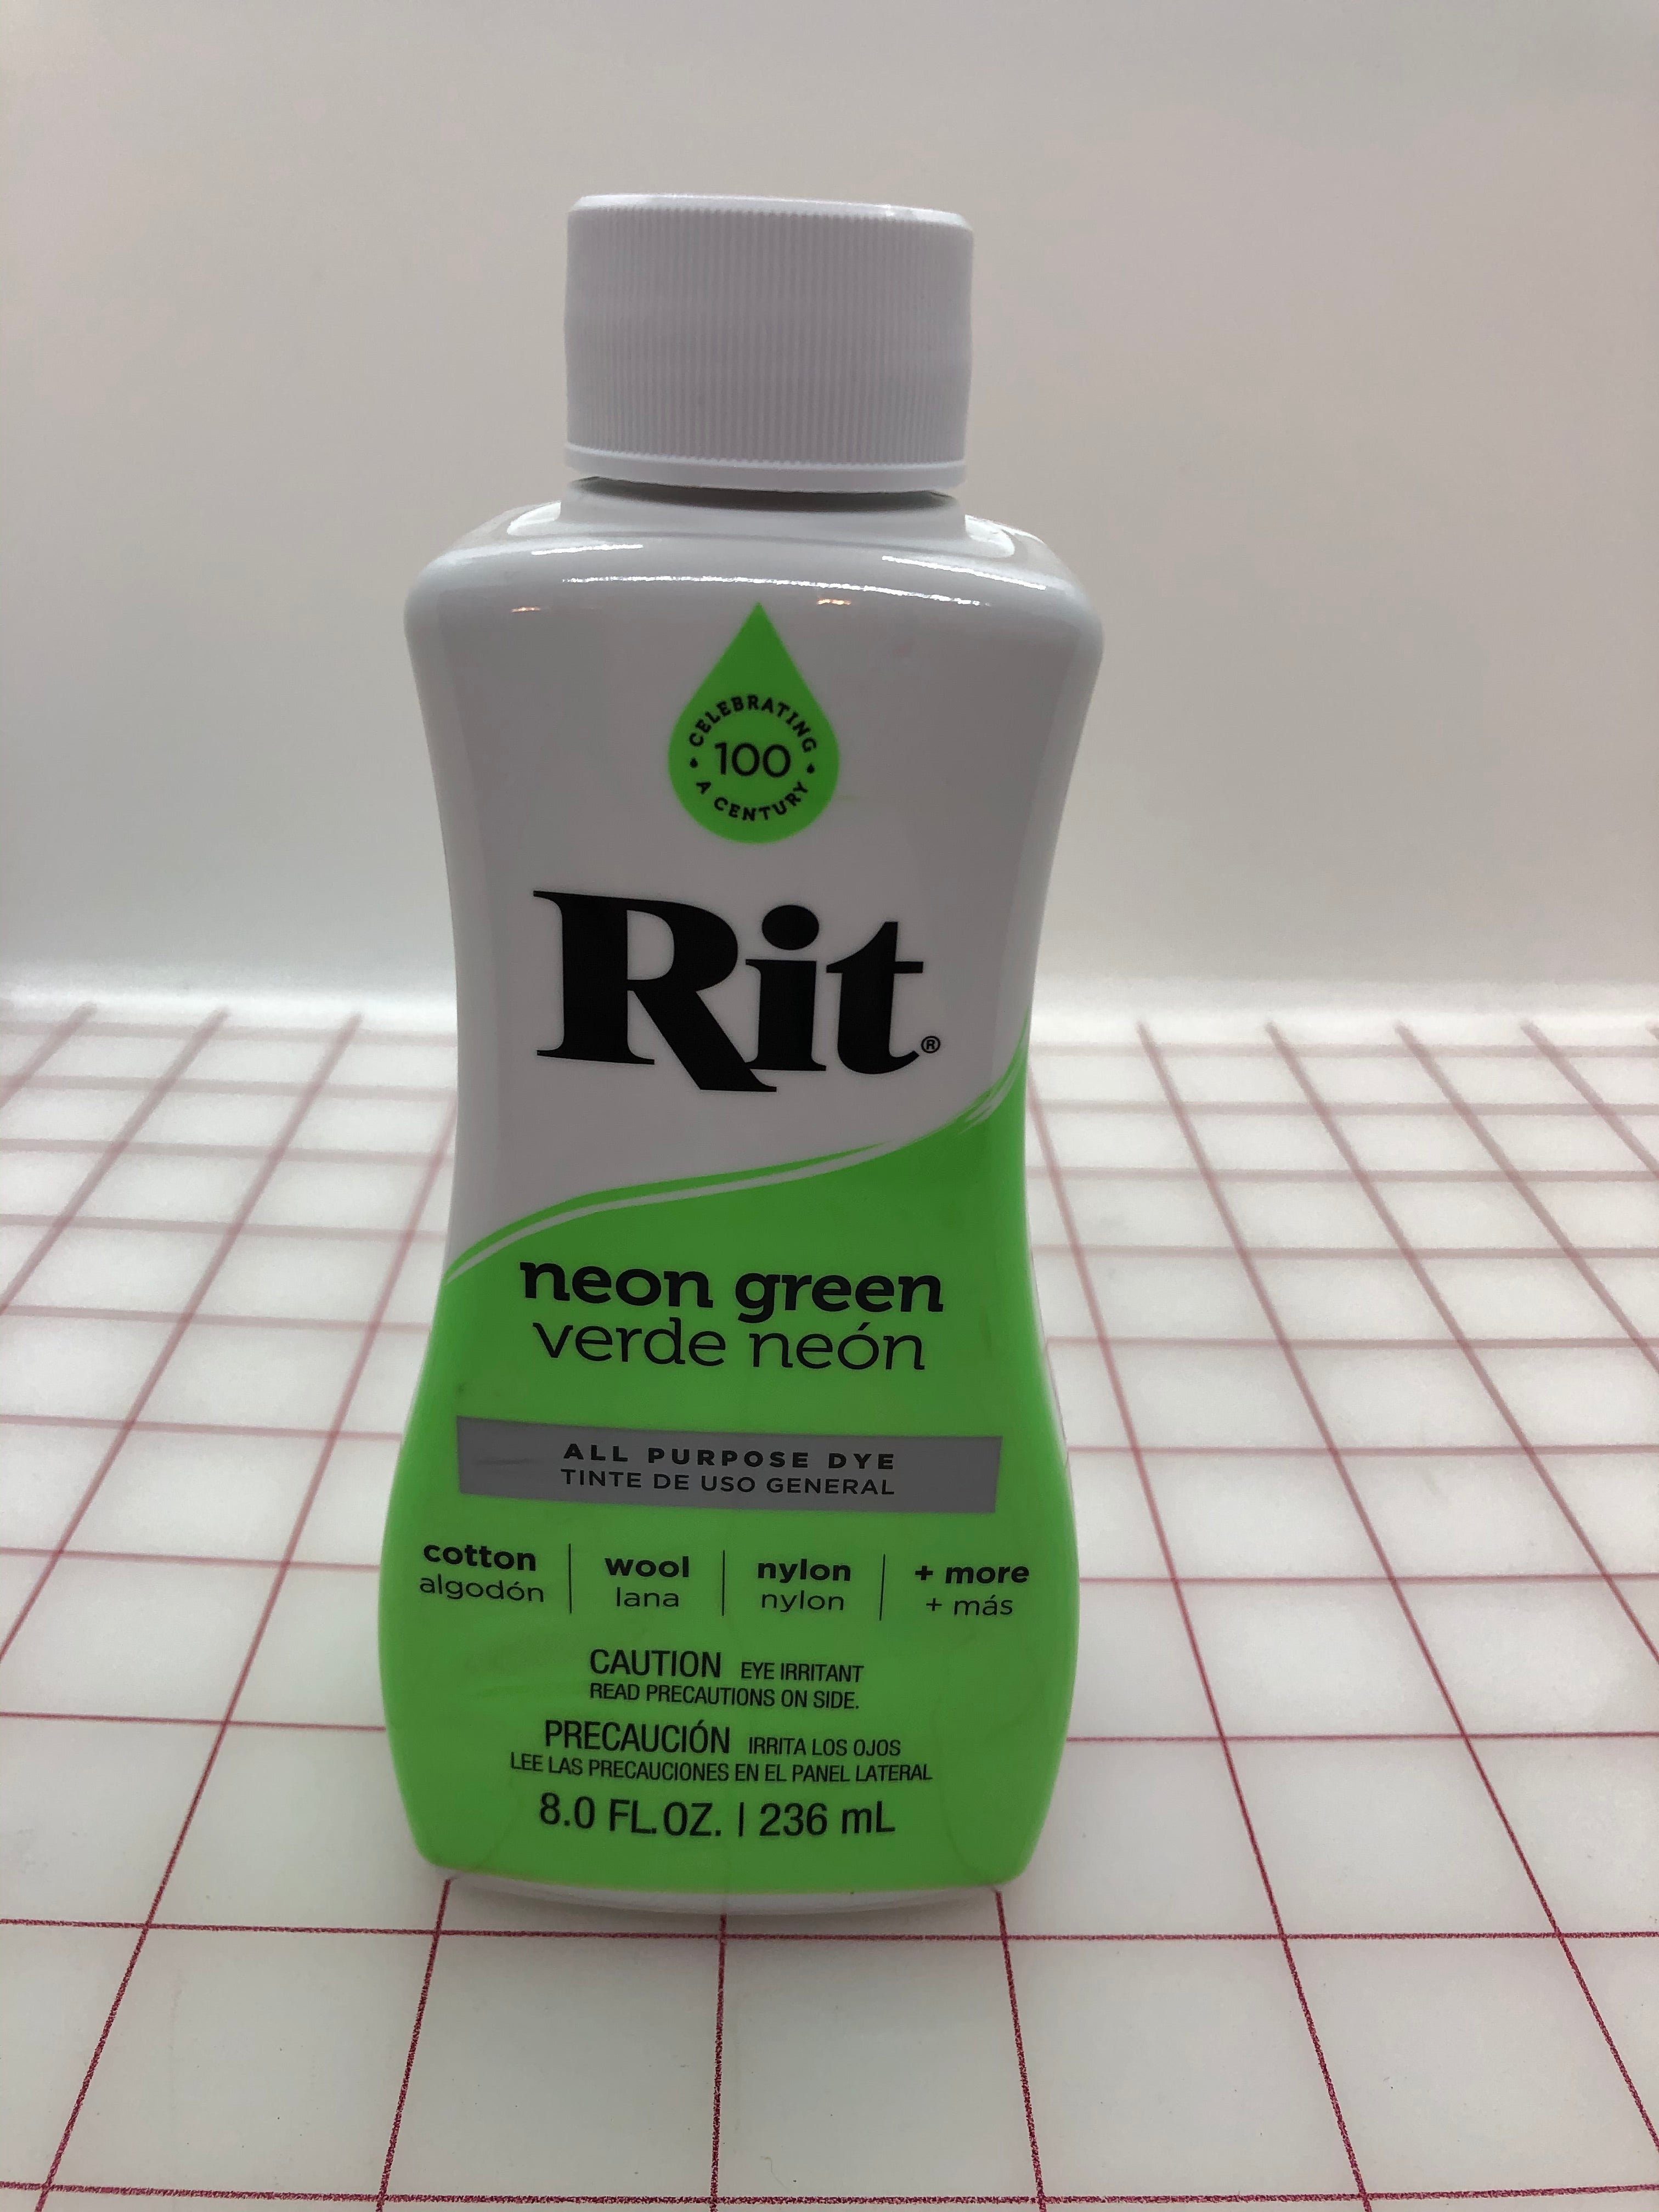 CELEBRATING
100
A CENTURY
Rit®
neon green
verde neón
ALL PURPOSE DYE
TINTE DE USO GENERAL
cotton | wool | nylon | + more
algodón | lana | nylon | + más
CAUTION EYE IRRITANT
READ PRECAUTIONS ON SIDE.
PRECAUCIÓN IRRITA LOS OJOS
LEE LAS PRECAUCIONES EN EL PANEL LATERAL
8.0 FL.OZ. | 236 mL